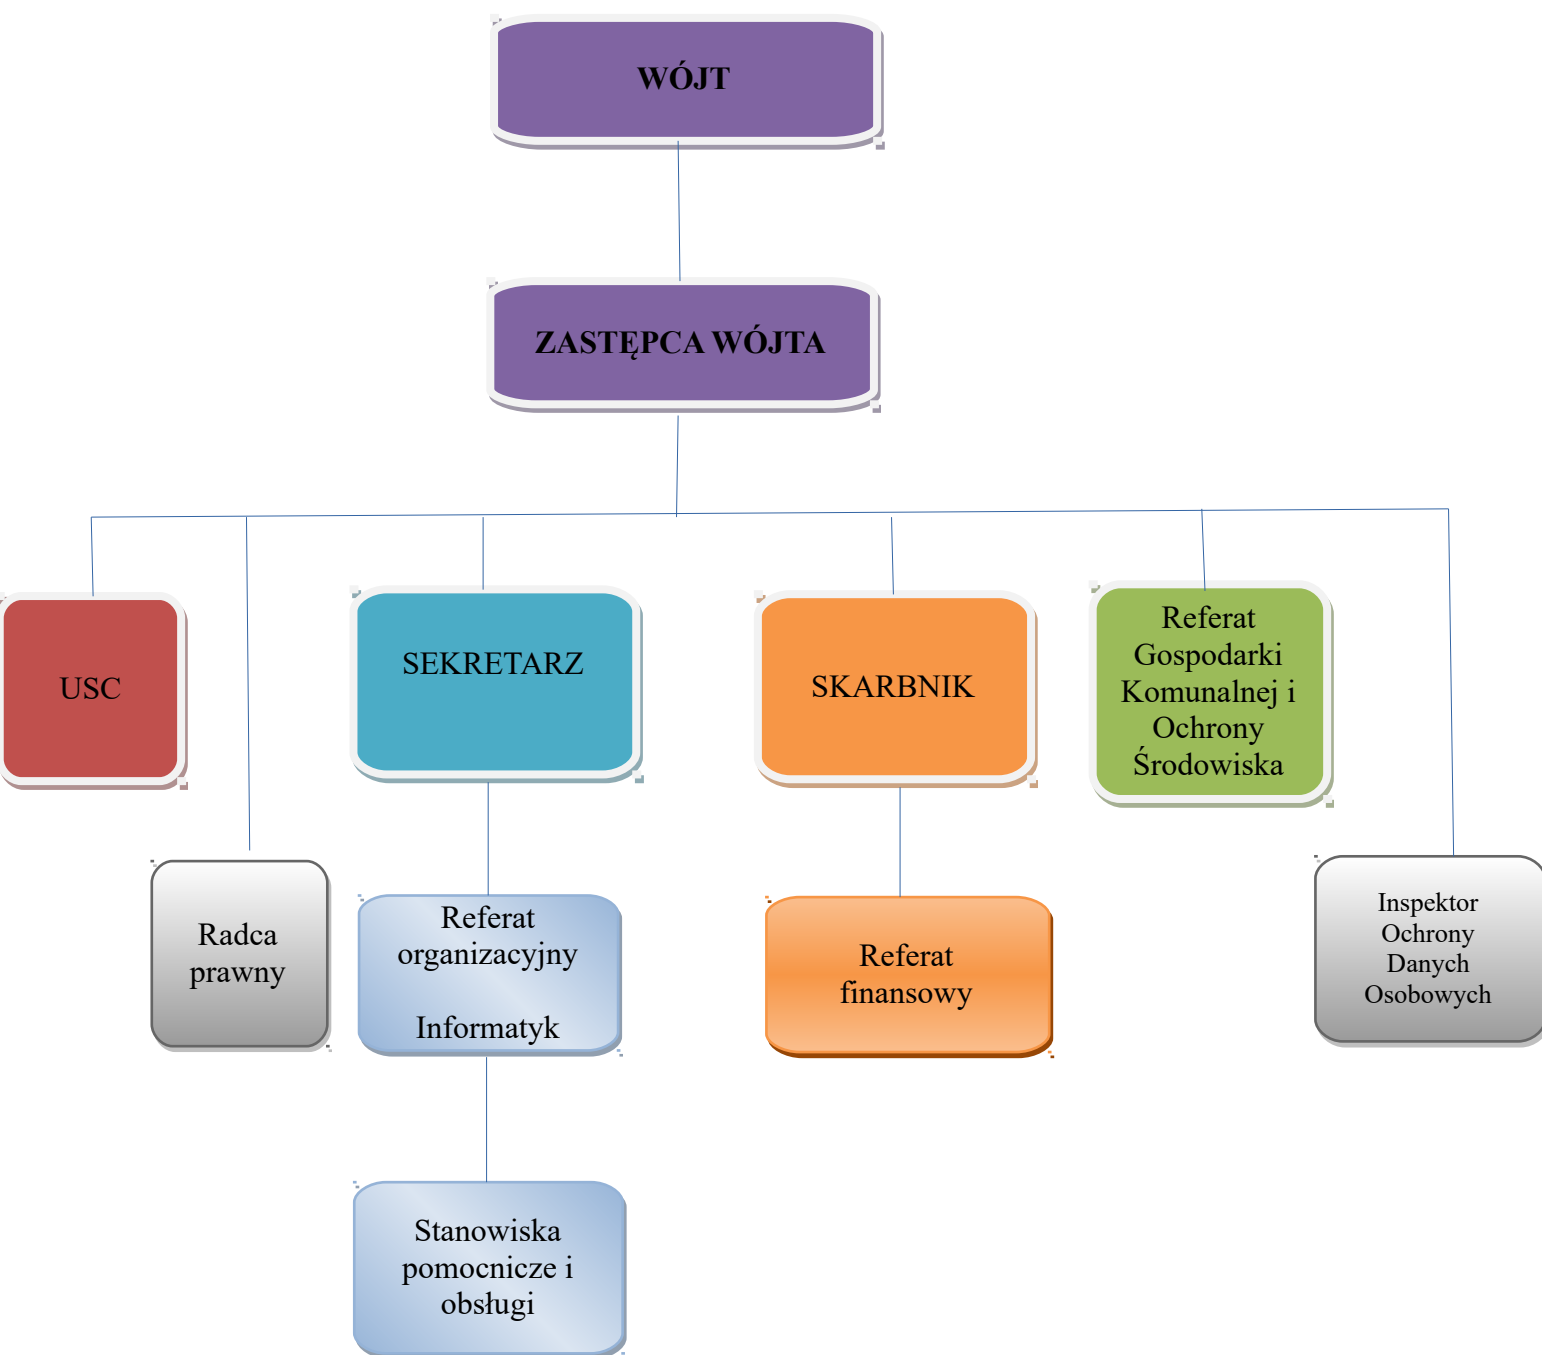 WÓJT
ZASTĘPCA WÓJTA
USC
SEKRETARZ
SKARBNIK
Referat
Gospodarki
Komunalnej i
Ochrony
Środowiska
Radca
prawny
Referat
organizacyjny
Informatyk
Referat
finansowy
Inspektor
Ochrony
Danych
Osobowych
Stanowiska
pomocnicze i
obsługi